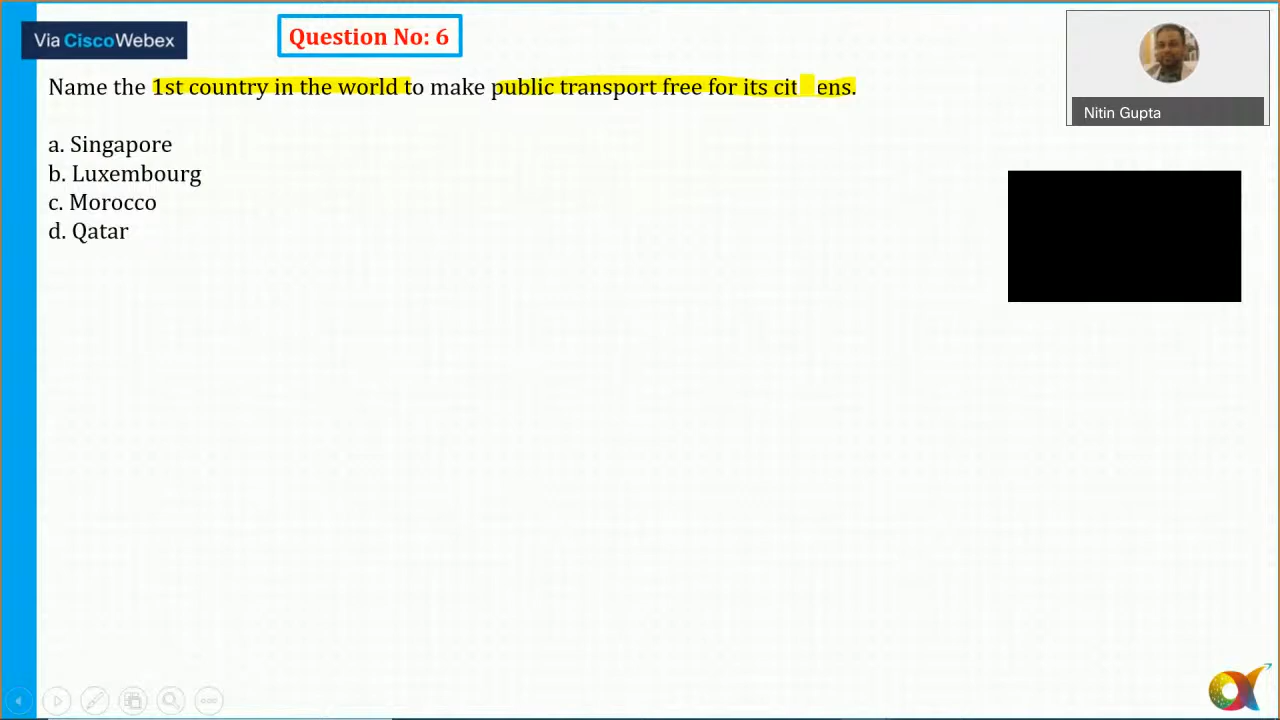 Via CiscoWebex
Question No: 6
Name the 1st country in the world to make public transport free for its cit ens.
a. Singapore
b. Luxembourg
c. Morocco
d. Qatar
Nitin Gupta